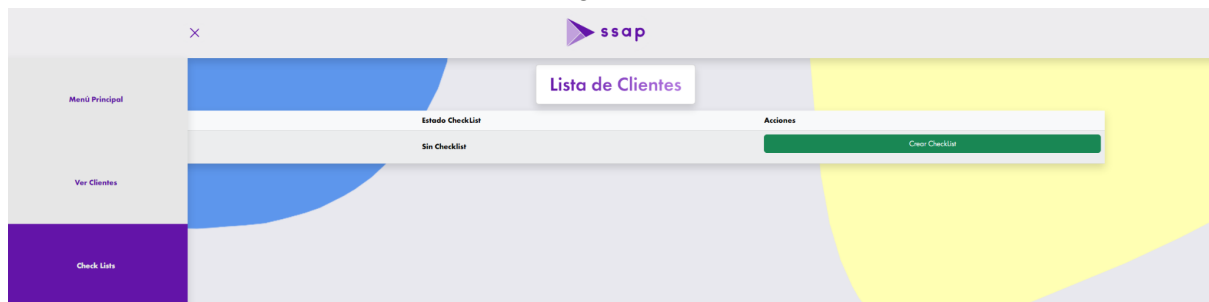 ssap
Lista de Clientes
Menú Principal
Estado CheckList
Acciones
Sin Checklist
Crear CheckList
Ver Clientes
Check Lists